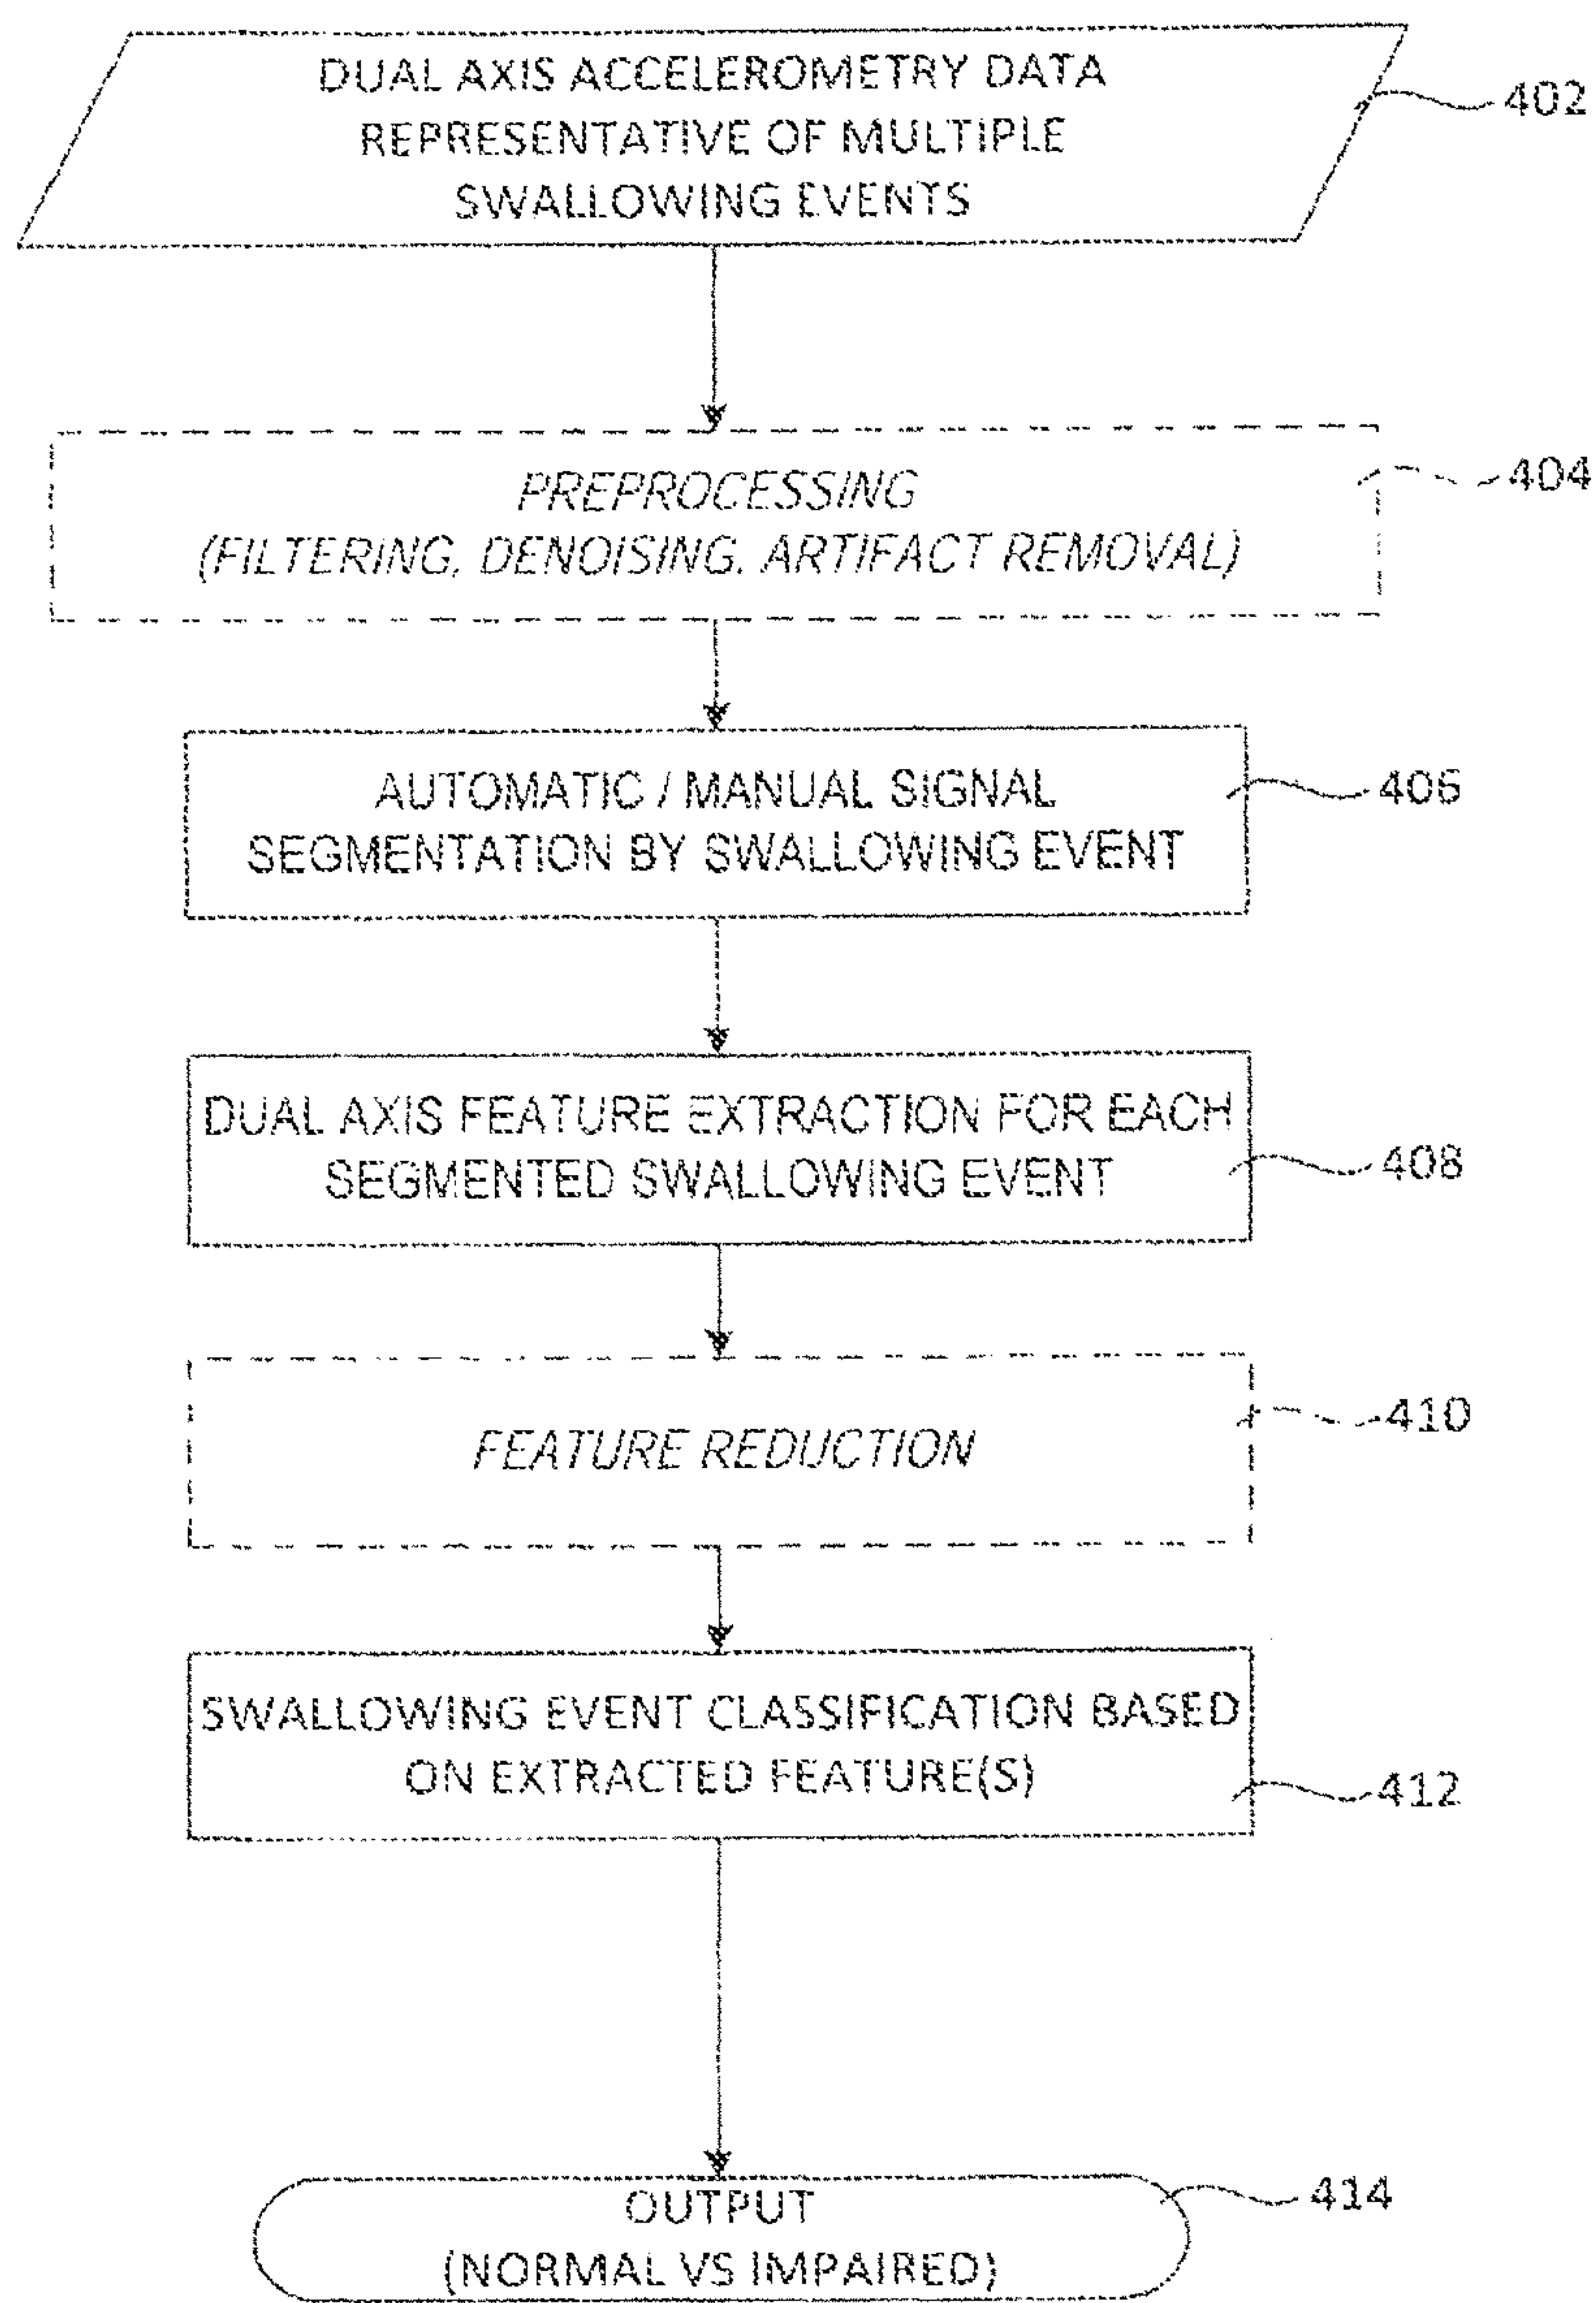 DUAL AXIS ACCELEROMETRY DATA
REPRESENTATIVE OF MULTIPLE
SWALLOWING EVENTS
402
PREPROCESSING
(FILTERING, DENOISING, ARTIFACT REMOVAL)
404
AUTOMATIC / MANUAL SIGNAL
SEGMENTATION BY SWALLOWING EVENT
406
DUAL AXIS FEATURE EXTRACTION FOR EACH
SEGMENTED SWALLOWING EVENT
408
FEATURE REDUCTION
410
SWALLOWING EVENT CLASSIFICATION BASED
ON EXTRACTED FEATURE(S)
412
OUTPUT
(NORMAL VS IMPAIRED)
414